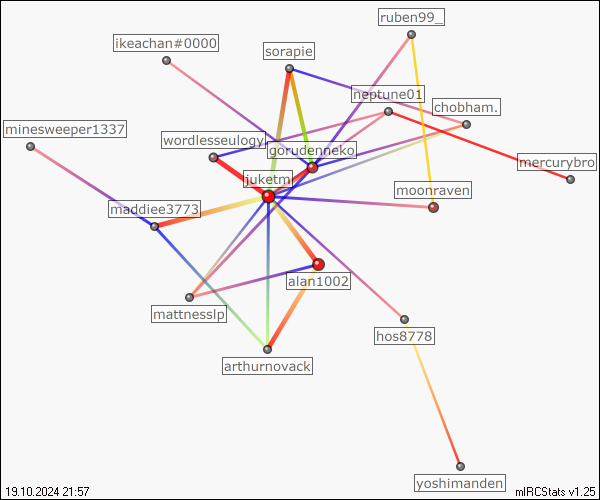 ruben99_
ikeachan#0000
sorapie
neptune01
chobham.
minesweeper1337
wordlesseulogy
gorudenneko
mercurybro
juketm
moonraven
maddiee3773
alan1002
mattnesslp
hos8778
arthurnovack
yoshimanden
19.10.2024 21:57
mIRCStats v1.25